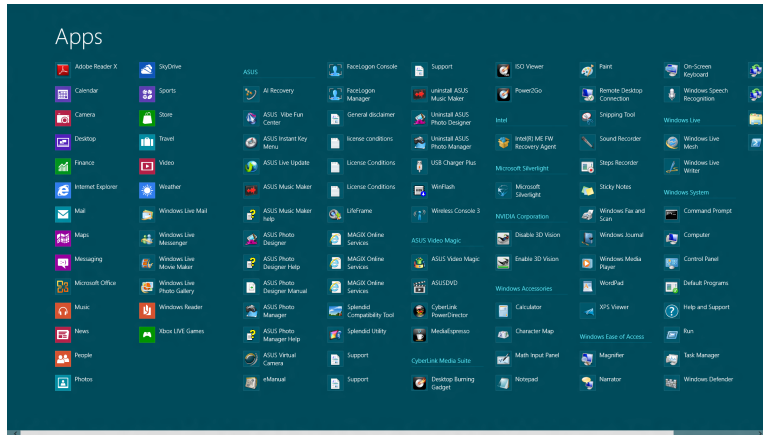 Apps
Adobe Reader X
Calendar
Camera
Desktop
Finance
Internet Explorer
Mail
Maps
Messaging
Microsoft Office
Music
News
People
Photos
SkyDrive
Sports
Store
Travel
Video
Weather
Windows Live Mail
Windows Live
Messenger
Windows Live
Movie Maker
Windows Live
Photo Gallery
Windows Reader
Xbox LIVE Games
ASUS
AI Recovery
ASUS Vibe Fun
Center
ASUS Instant Key
Menu
ASUS Live Update
ASUS Music Maker
ASUS Music Maker
help
ASUS Photo
Designer
ASUS Photo
Designer Help
ASUS Photo
Designer Manual
ASUS Photo
Manager
ASUS Photo
Manager Help
ASUS Virtual
Camera
eManual
FaceLogon Console
FaceLogon
Manager
General disclaimer
license conditions
License Conditions
License Conditions
LifeFrame
MAGIX Online
Services
MAGIX Online
Services
MAGIX Online
Services
Splendid
Compatibility Tool
Splendid Utility
Support
Support
Support
uninstall ASUS
Music Maker
Uninstall ASUS
Photo Designer
Uninstall ASUS
Photo Manager
USB Charger Plus
WinFlash
Wireless Console 3
ASUS Video Magic
ASUS Video Magic
ASUSDVD
CyberLink
PowerDirector
MediaEspresso
CyberLink Media Suite
Desktop Burning
Gadget
ISO Viewer
Power2Go
Intel
Intel(R) ME FW
Recovery Agent
Microsoft Silverlight
Microsoft
Silverlight
NVIDIA Corporation
Disable 3D Vision
Enable 3D Vision
Windows Accessories
Calculator
Character Map
Math Input Panel
Notepad
Paint
Remote Desktop
Connection
Snipping Tool
Sound Recorder
Steps Recorder
Sticky Notes
Windows Fax and
Scan
Windows Journal
Windows Media
Player
WordPad
XPS Viewer
Windows Ease of Access
Magnifier
Narrator
On-Screen
Keyboard
Windows Speech
Recognition
Windows Live
Windows Live
Mesh
Windows Live
Writer
Windows System
Command Prompt
Computer
Control Panel
Default Programs
Help and Support
Run
Task Manager
Windows Defender